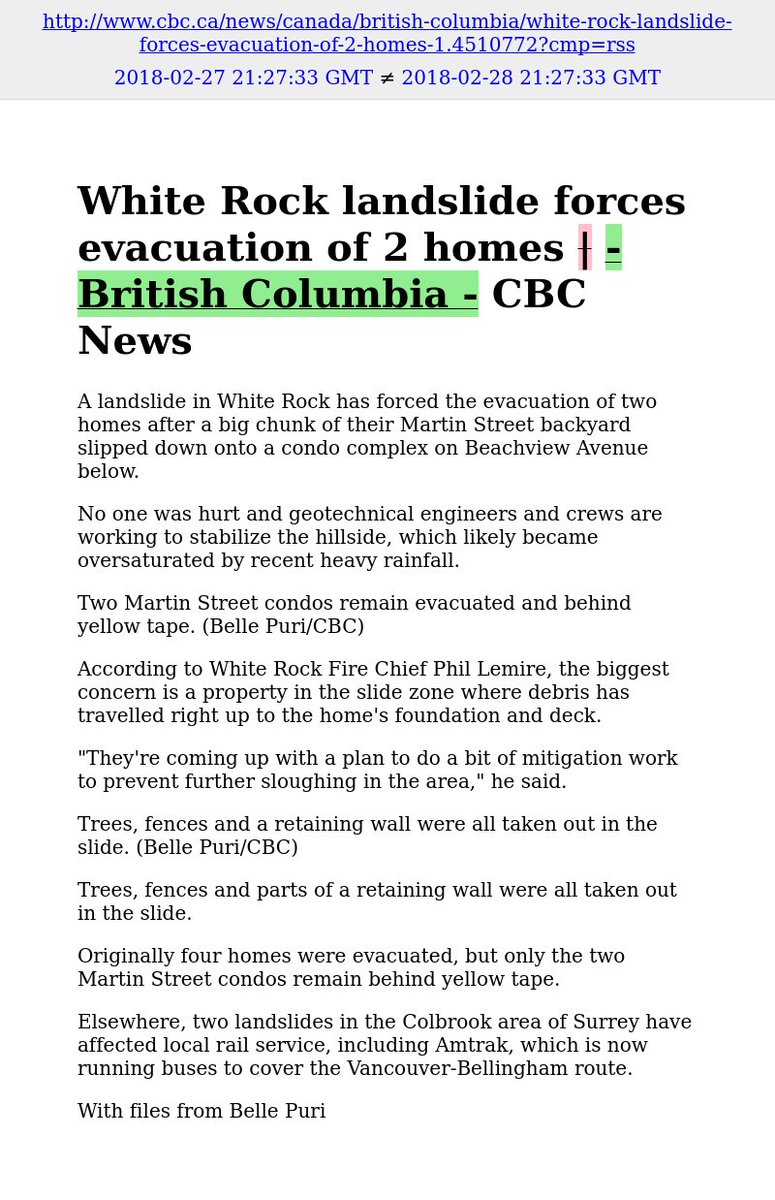 http://www.cbc.ca/news/canada/british-columbia/white-rock-landslide-
forces-evacuation-of-2-homes-1.4510772?cmp=rss
2018-02-27 21:27:33 GMT ≠ 2018-02-28 21:27:33 GMT
White Rock landslide forces
evacuation of 2 homes | -
British Columbia - CBC
News
A landslide in White Rock has forced the evacuation of two
homes after a big chunk of their Martin Street backyard
slipped down onto a condo complex on Beachview Avenue
below.
No one was hurt and geotechnical engineers and crews are
working to stabilize the hillside, which likely became
oversaturated by recent heavy rainfall.
Two Martin Street condos remain evacuated and behind
yellow tape. (Belle Puri/CBC)
According to White Rock Fire Chief Phil Lemire, the biggest
concern is a property in the slide zone where debris has
travelled right up to the home's foundation and deck.
"They're coming up with a plan to do a bit of mitigation work
to prevent further sloughing in the area," he said.
Trees, fences and a retaining wall were all taken out in the
slide. (Belle Puri/CBC)
Trees, fences and parts of a retaining wall were all taken out
in the slide.
Originally four homes were evacuated, but only the two
Martin Street condos remain behind yellow tape.
Elsewhere, two landslides in the Colbrook area of Surrey have
affected local rail service, including Amtrak, which is now
running buses to cover the Vancouver-Bellingham route.
With files from Belle Puri